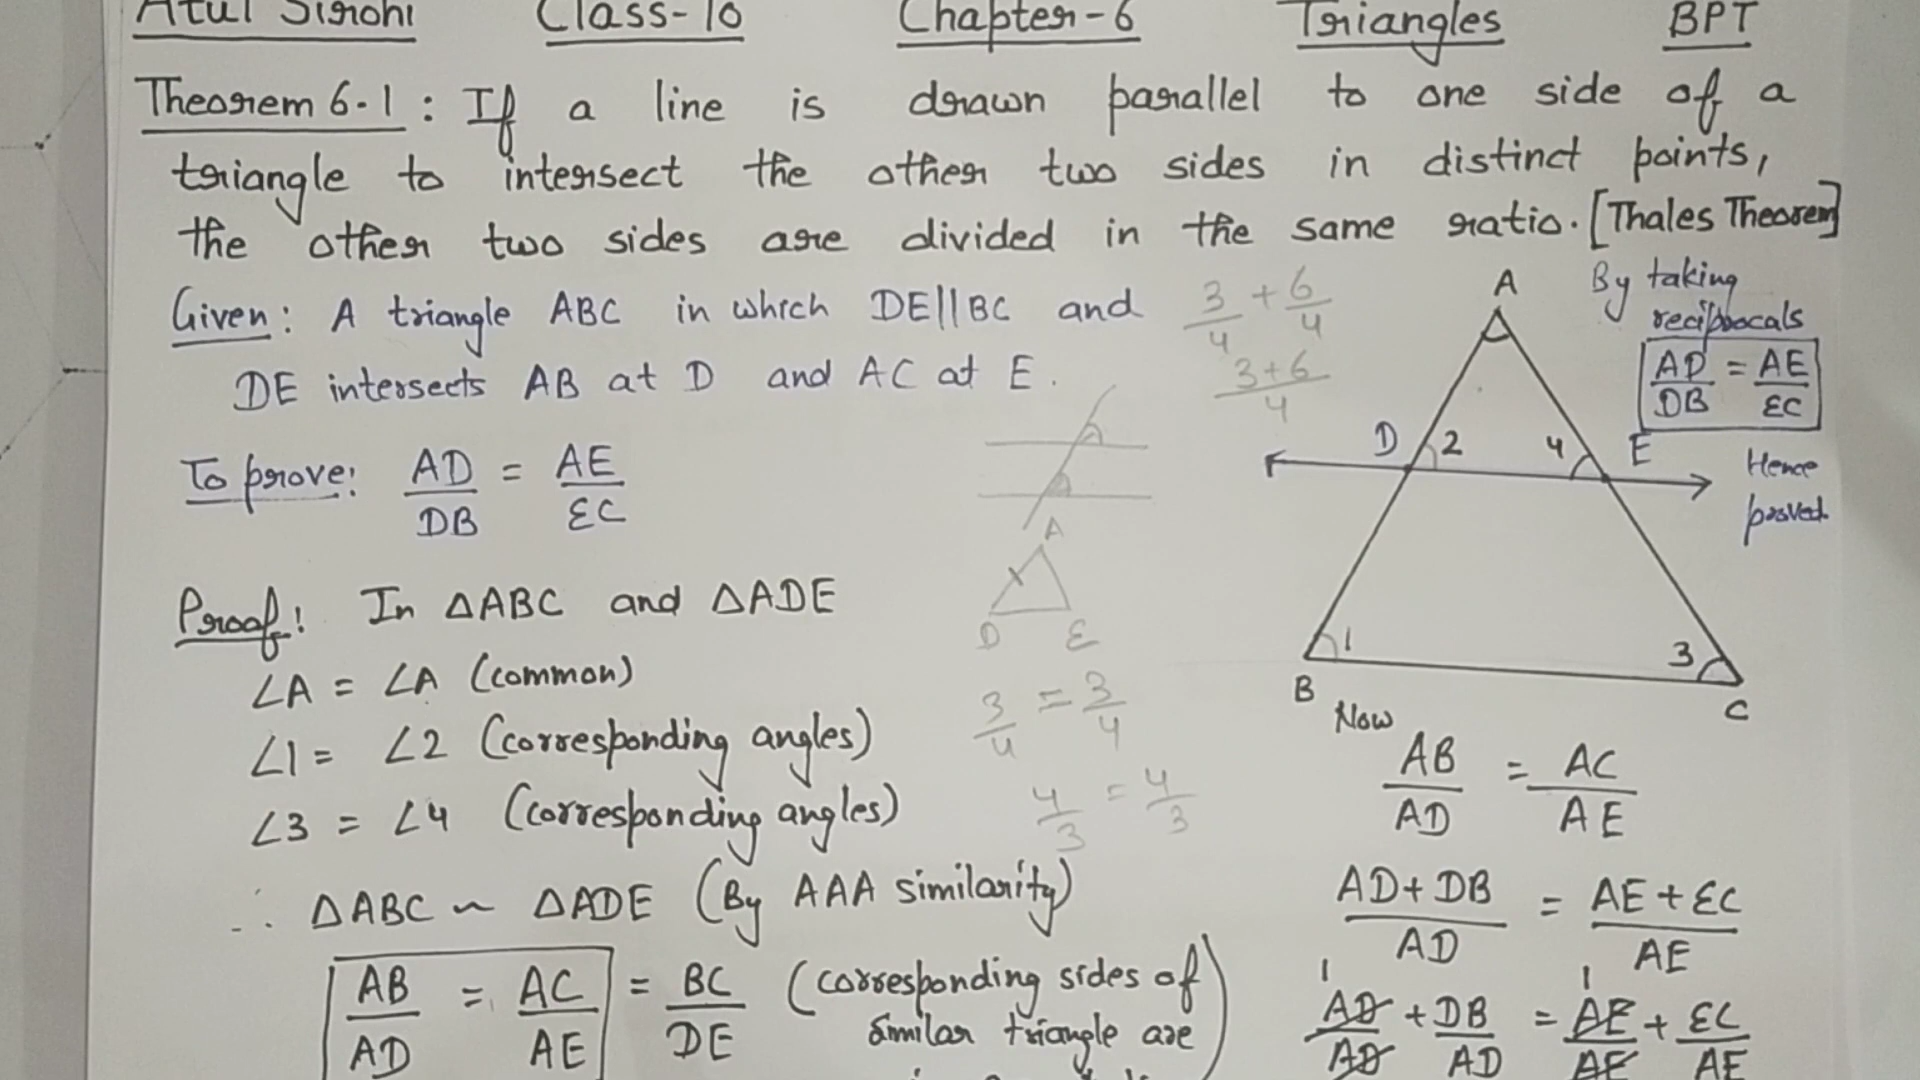 Atul Sirohi Class-10 Chapter-6 Triangles BPT
Theorem 6.1 : If a line is drawn parallel to one side of a
triangle to intersect the other two sides in distinct points,
the other two sides are divided in the same ratio. [Thales Theorem]
Given: A triangle ABC in which DE||BC and
DE intersects AB at D and AC at E.
To prove: AD/DB = AE/EC
Proof: In △ABC and △ADE
∠A = ∠A (common)
∠1 = ∠2 (corresponding angles)
∠3 = ∠4 (corresponding angles)
∴ △ABC ~ △ADE (By AAA similarity)
AB/AD = AC/AE = BC/DE (corresponding sides of
similar triangle are
3/4 + 6/4
3+6/4
A
D E
3/4 = 3/4
4/3 = 4/3
A
D 2 4 E
1 3
B C
Now
AB/AD = AC/AE
AD+DB/AD = AE+EC/AE
1 1
AD/AD + DB/AD = AE/AE + EC/AE
By taking
reciprocals
AD/DB = AE/EC
Hence
proved